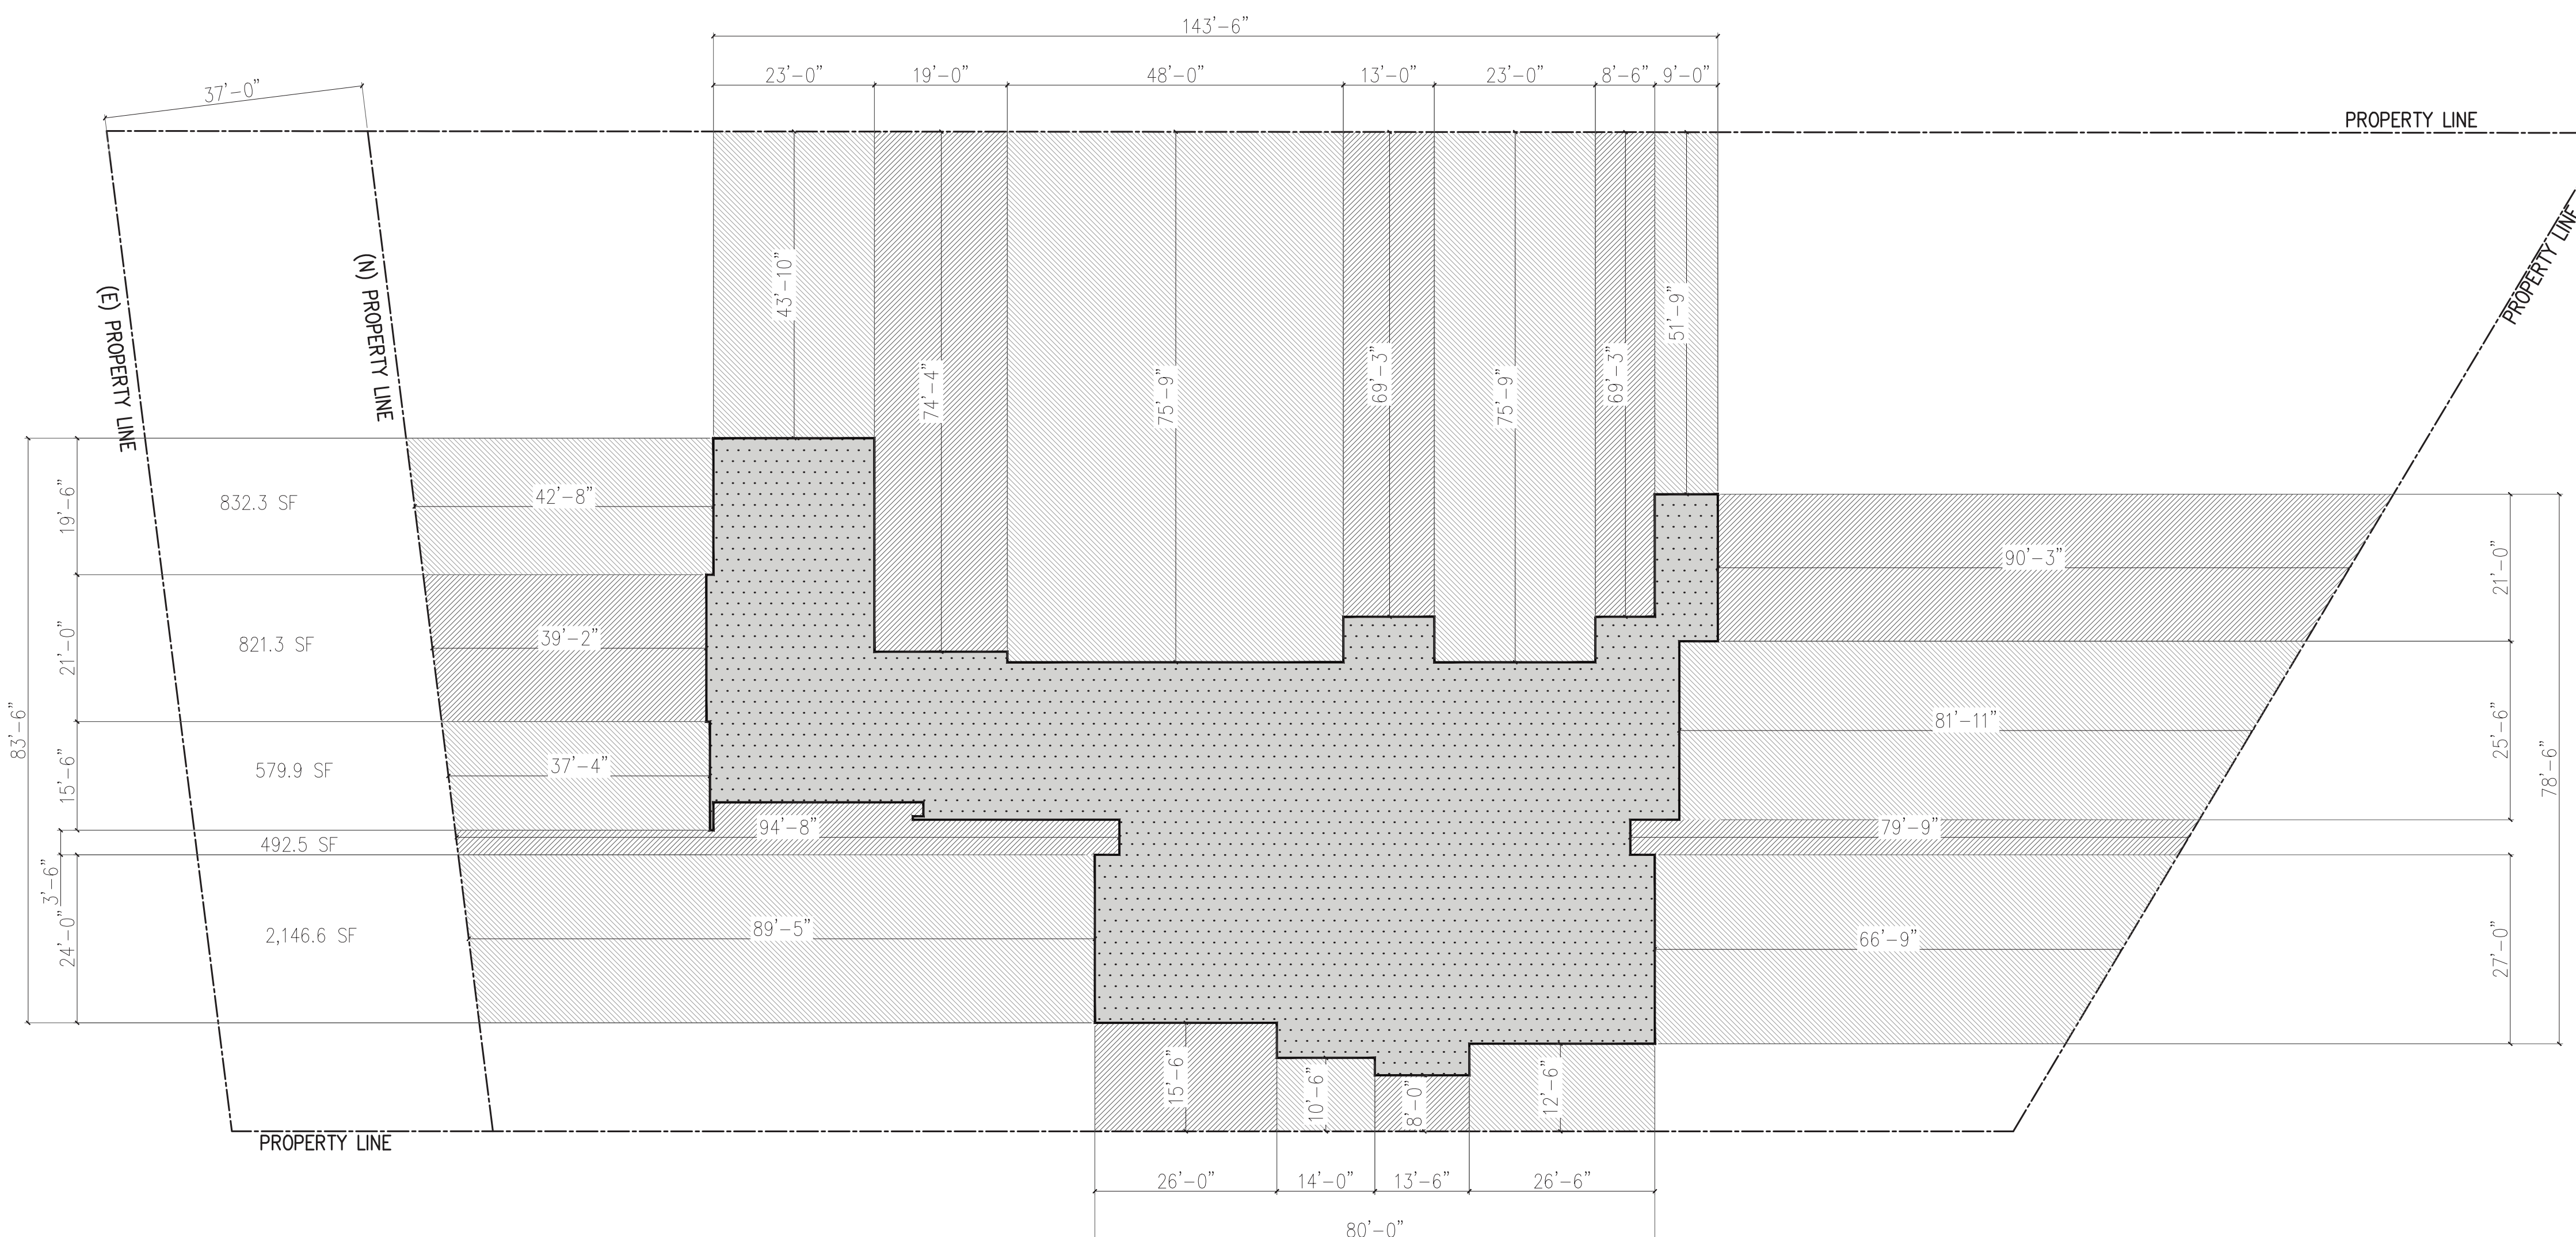 143'-6"
23'-0" 19'-0" 48'-0" 13'-0" 23'-0" 8'-6" 9'-0"
37'-0"
PROPERTY LINE
PROPERTY LINE
(E) PROPERTY LINE
(N) PROPERTY LINE
43'-10"
74'-4"
75'-9"
69'-3"
75'-9"
69'-3"
51'-9"
83'-6"
19'-6"
832.3 SF
42'-8"
21'-0"
821.3 SF
39'-2"
15'-6"
579.9 SF
37'-4"
3'-6"
492.5 SF
94'-8"
24'-0"
2,146.6 SF
89'-5"
90'-3"
21'-0"
81'-11"
25'-6"
78'-6"
79'-9"
66'-9"
27'-0"
15'-6"
10'-6"
8'-0"
12'-6"
PROPERTY LINE
26'-0" 14'-0" 13'-6" 26'-6"
80'-0"